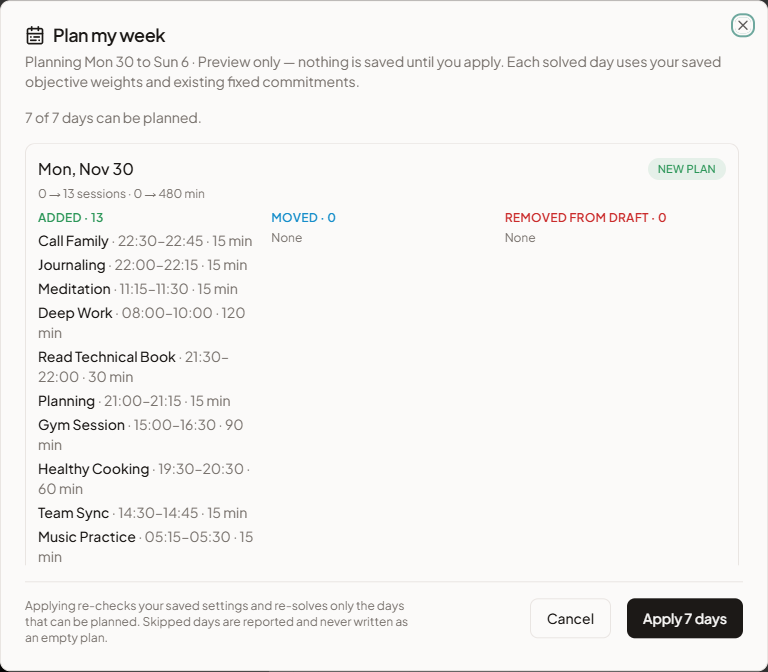 Plan my week
Planning Mon 30 to Sun 6 · Preview only — nothing is saved until you apply. Each solved day uses your saved
objective weights and existing fixed commitments.
7 of 7 days can be planned.
Mon, Nov 30
NEW PLAN
0 → 13 sessions · 0 → 480 min
ADDED · 13
Call Family · 22:30–22:45 · 15 min
Journaling · 22:00–22:15 · 15 min
Meditation · 11:15–11:30 · 15 min
Deep Work · 08:00–10:00 · 120
min
Read Technical Book · 21:30–
22:00 · 30 min
Planning · 21:00–21:15 · 15 min
Gym Session · 15:00–16:30 · 90
min
Healthy Cooking · 19:30–20:30 ·
60 min
Team Sync · 14:30–14:45 · 15 min
Music Practice · 05:15–05:30 · 15
min
MOVED · 0
None
REMOVED FROM DRAFT · 0
None
Applying re-checks your saved settings and re-solves only the days
that can be planned. Skipped days are reported and never written as
an empty plan.
Cancel
Apply 7 days